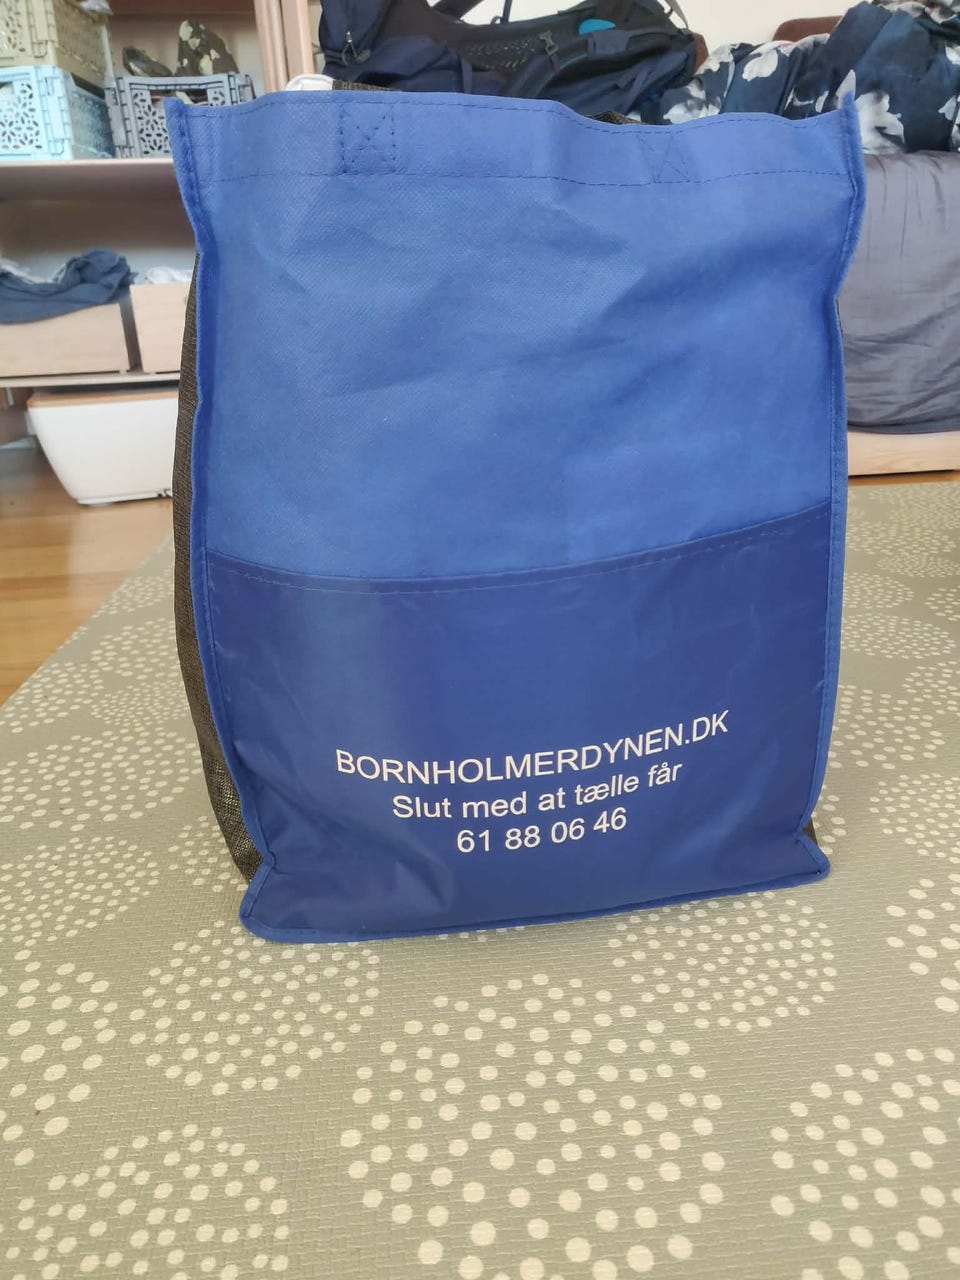 BORNHOLMERDYNEN.DK
Slut med at tælle får
61 88 06 46